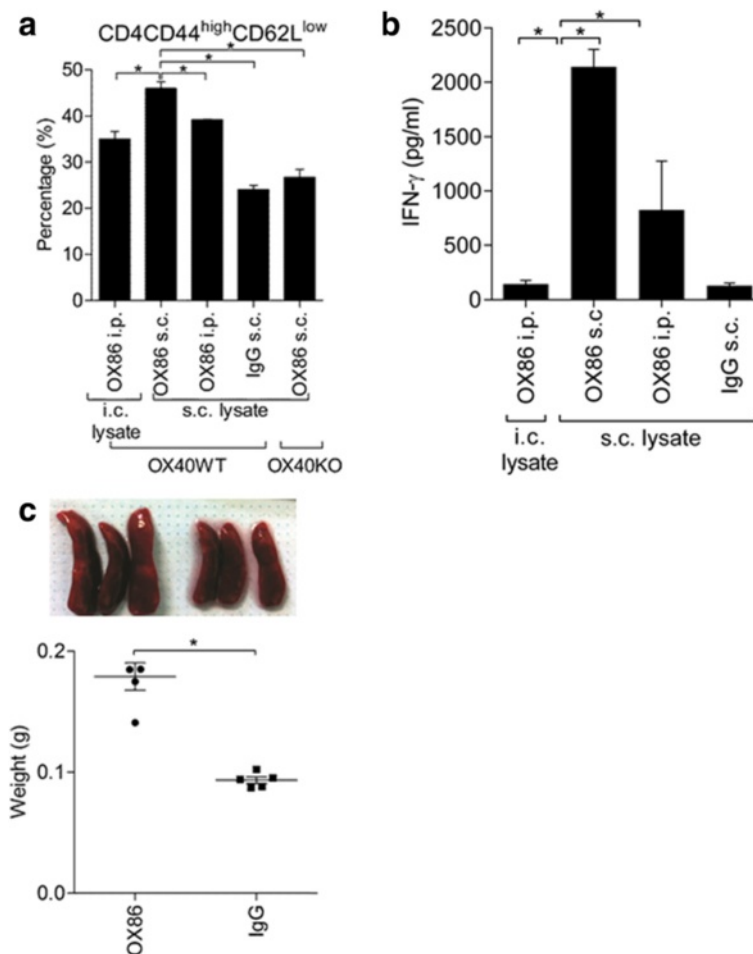 a
CD4CD44highCD62Llow
* * * * *
Percentage (%)
50
40
30
20
10
0
OX86 i.p.
OX86 s.c.
OX86 i.p.
IgG s.c.
OX86 s.c.
i.c. lysate
s.c. lysate
OX40WT
OX40KO
b
* * *
IFN-γ (pg/ml)
2500
2000
1500
1000
500
0
OX86 i.p.
OX86 s.c
OX86 i.p.
IgG s.c.
i.c.
lysate
s.c. lysate
c
*
Weight (g)
0.2
0.1
0.0
OX86
IgG